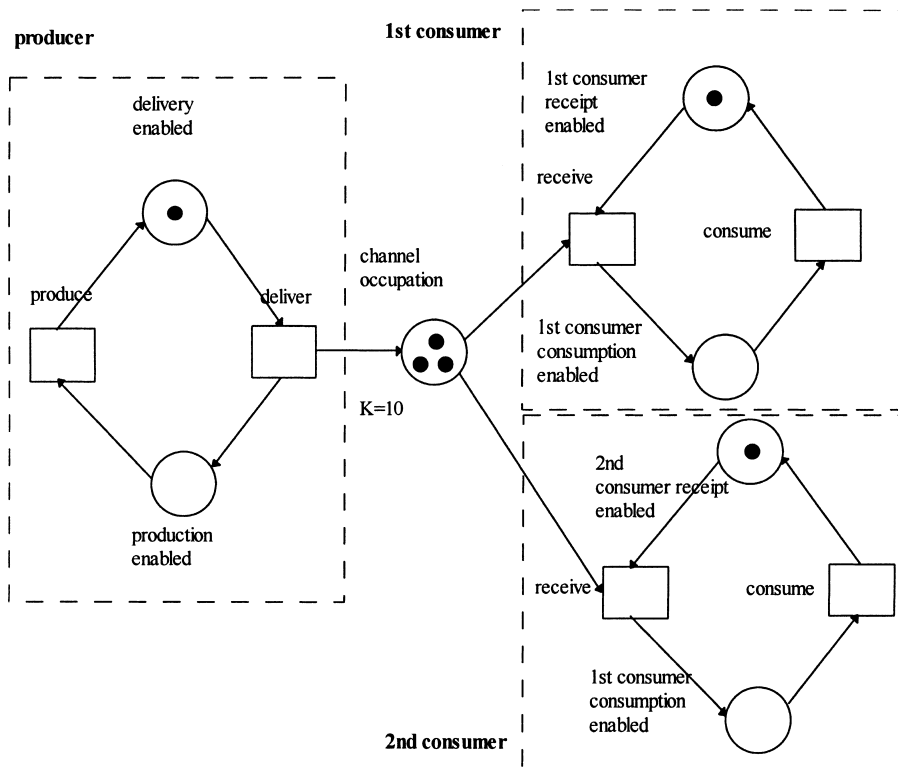 producer
delivery
enabled
produce
deliver
production
enabled
channel
occupation
K=10
1st consumer
1st consumer
receipt
enabled
receive
consume
1st consumer
consumption
enabled
2nd
consumer receipt
enabled
receive
consume
1st consumer
consumption
enabled
2nd consumer